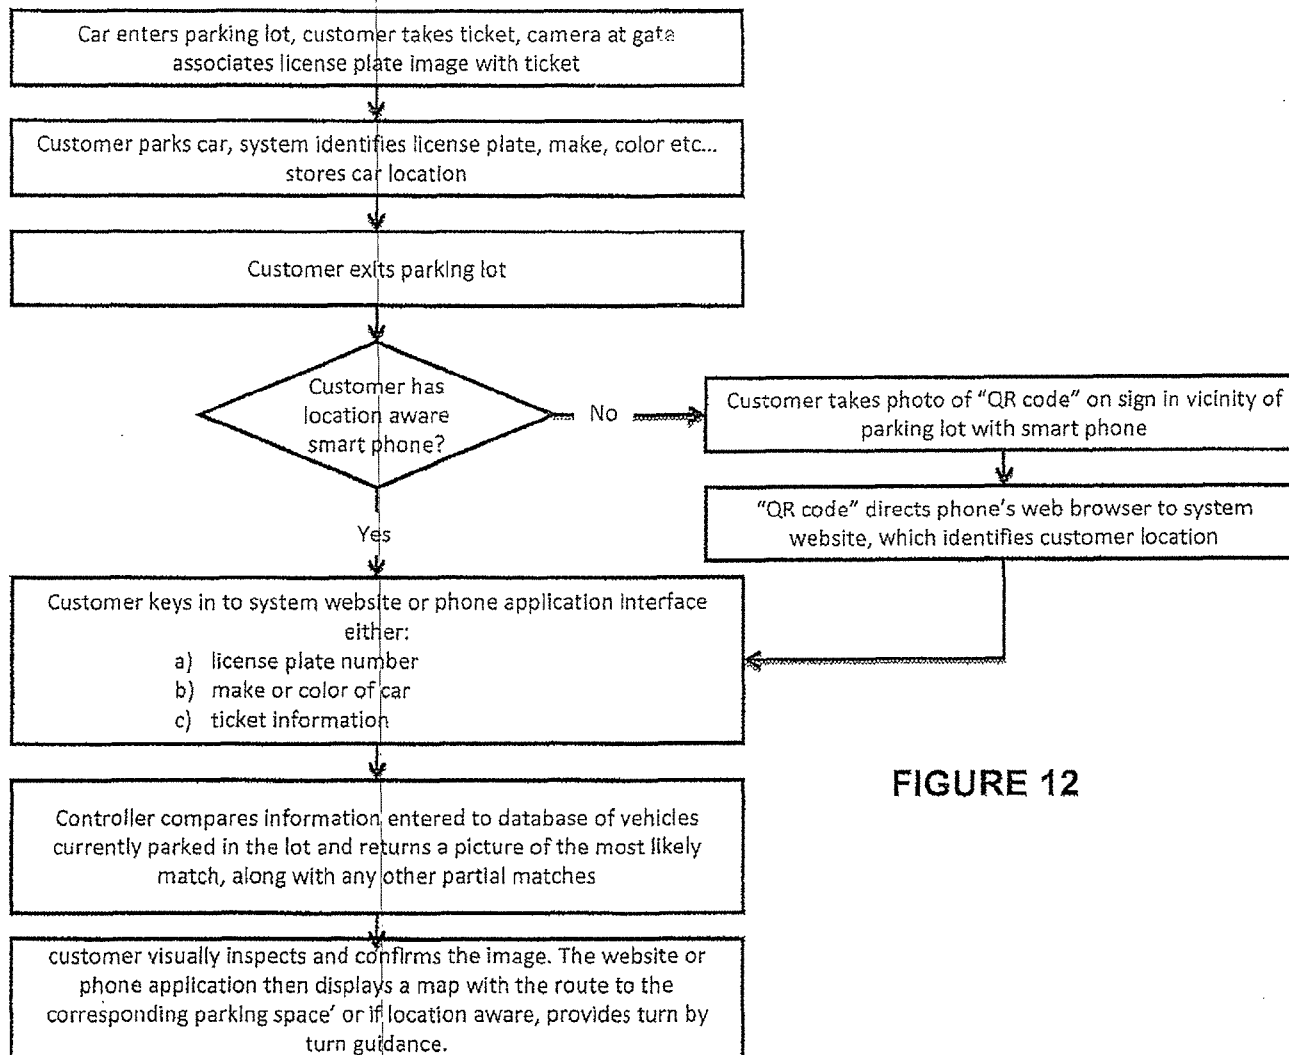 Car enters parking lot, customer takes ticket, camera at gate
associates license plate image with ticket
Customer parks car, system identifies license plate, make, color etc...
stores car location
Customer exits parking lot
Customer has
location aware
smart phone?
No
Customer takes photo of “QR code” on sign in vicinity of
parking lot with smart phone
“QR code” directs phone’s web browser to system
website, which identifies customer location
Yes
Customer keys in to system website or phone application interface
either:
a) license plate number
b) make or color of car
c) ticket information
FIGURE 12
Controller compares information entered to database of vehicles
currently parked in the lot and returns a picture of the most likely
match, along with any other partial matches
customer visually inspects and confirms the image. The website or
phone application then displays a map with the route to the
corresponding parking space’ or if location aware, provides turn by
turn guidance.